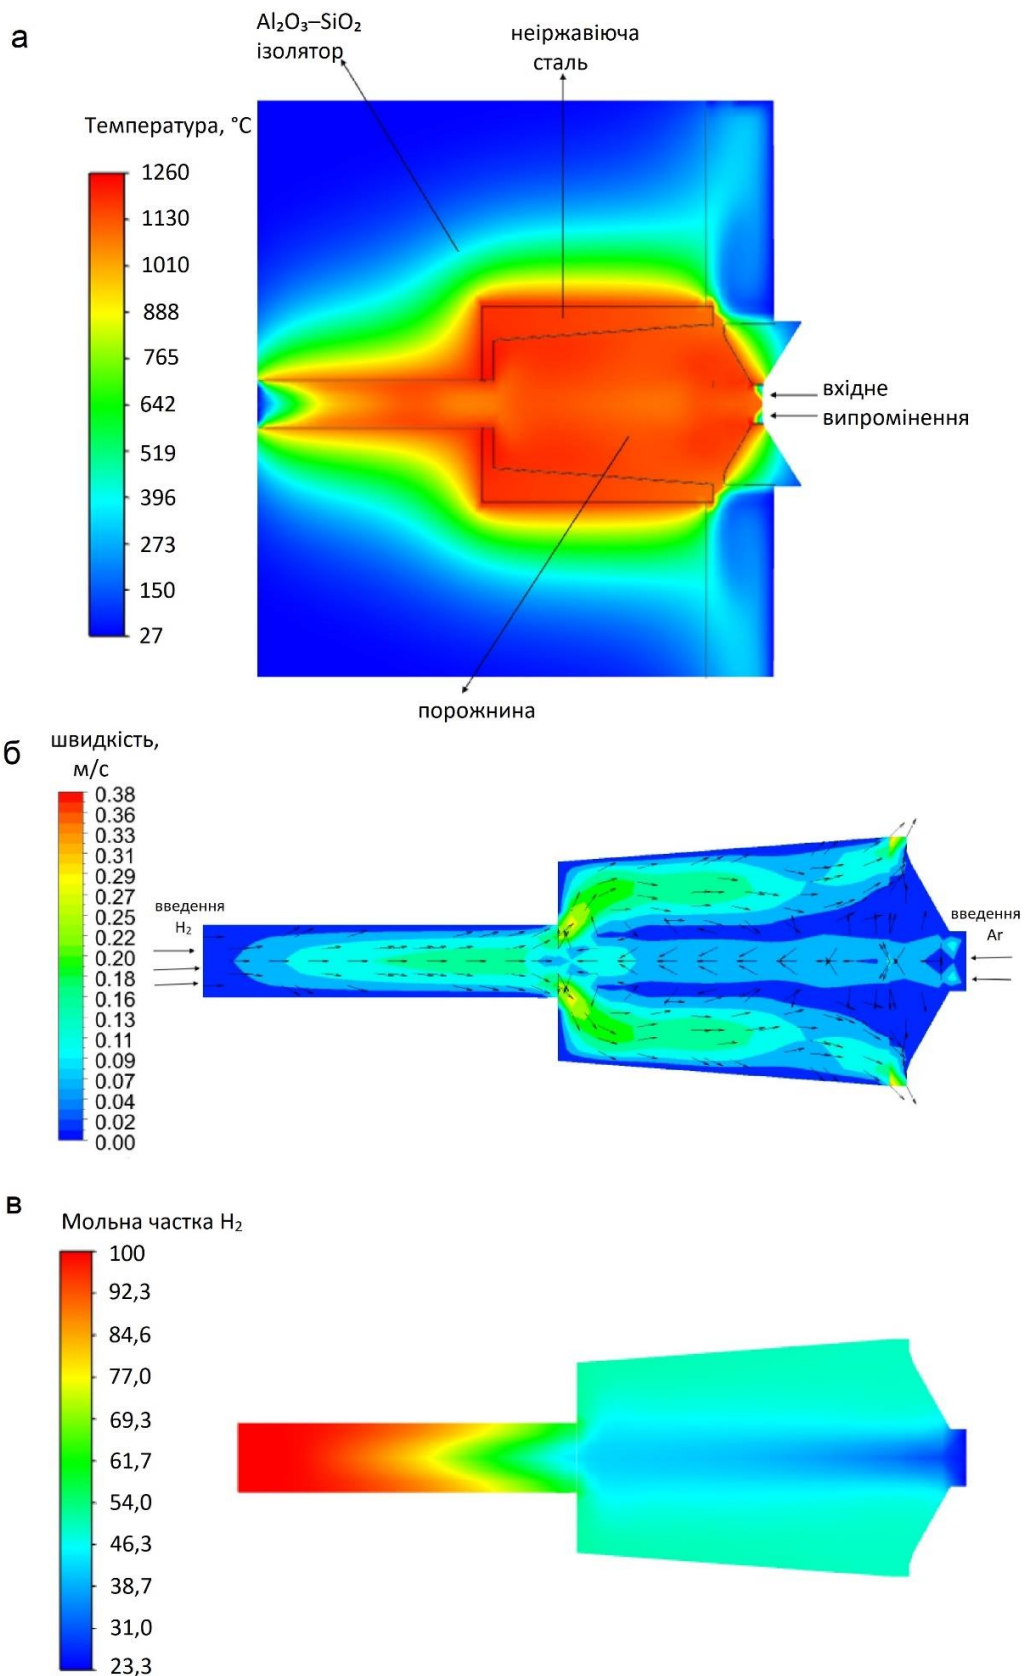 а
Al₂O₃–SiO₂
ізолятор
неіржавіюча
сталь
Температура, °C
1260
1130
1010
888
765
642
519
396
273
150
27
вхідне
випромінення
порожнина
б
швидкість,
м/с
0.38
0.36
0.33
0.31
0.29
0.27
0.25
0.22
0.20
0.18
0.16
0.13
0.11
0.09
0.07
0.04
0.02
0.00
введення
H₂
введення
Ar
в
Мольна частка H₂
100
92,3
84,6
77,0
69,3
61,7
54,0
46,3
38,7
31,0
23,3